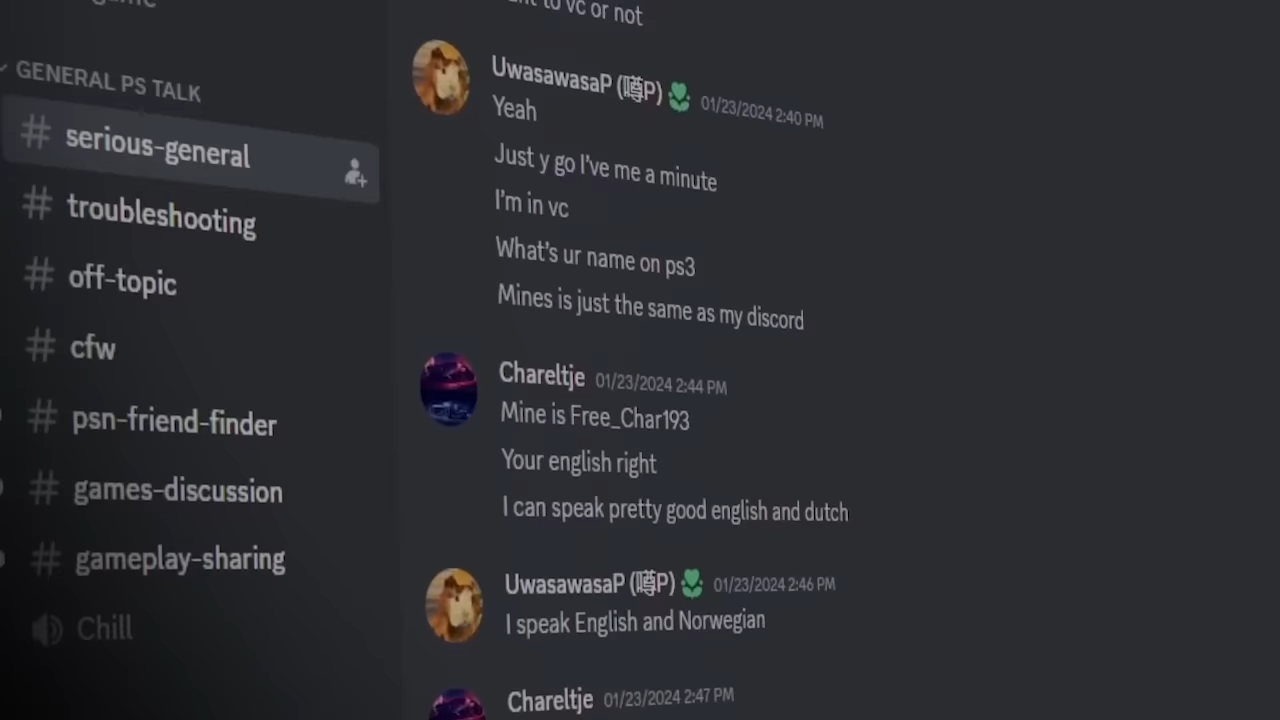 game
GENERAL PS TALK
# serious-general
# troubleshooting
# off-topic
# cfw
# psn-friend-finder
# games-discussion
# gameplay-sharing
Chill
to vc or not
UwasawasaP (噂P) 01/23/2024 2:40 PM
Yeah
Just y go I've me a minute
I'm in vc
What's ur name on ps3
Mines is just the same as my discord
Chareltje 01/23/2024 2:44 PM
Mine is Free_Char193
Your english right
I can speak pretty good english and dutch
UwasawasaP (噂P) 01/23/2024 2:46 PM
I speak English and Norwegian
Chareltje 01/23/2024 2:47 PM